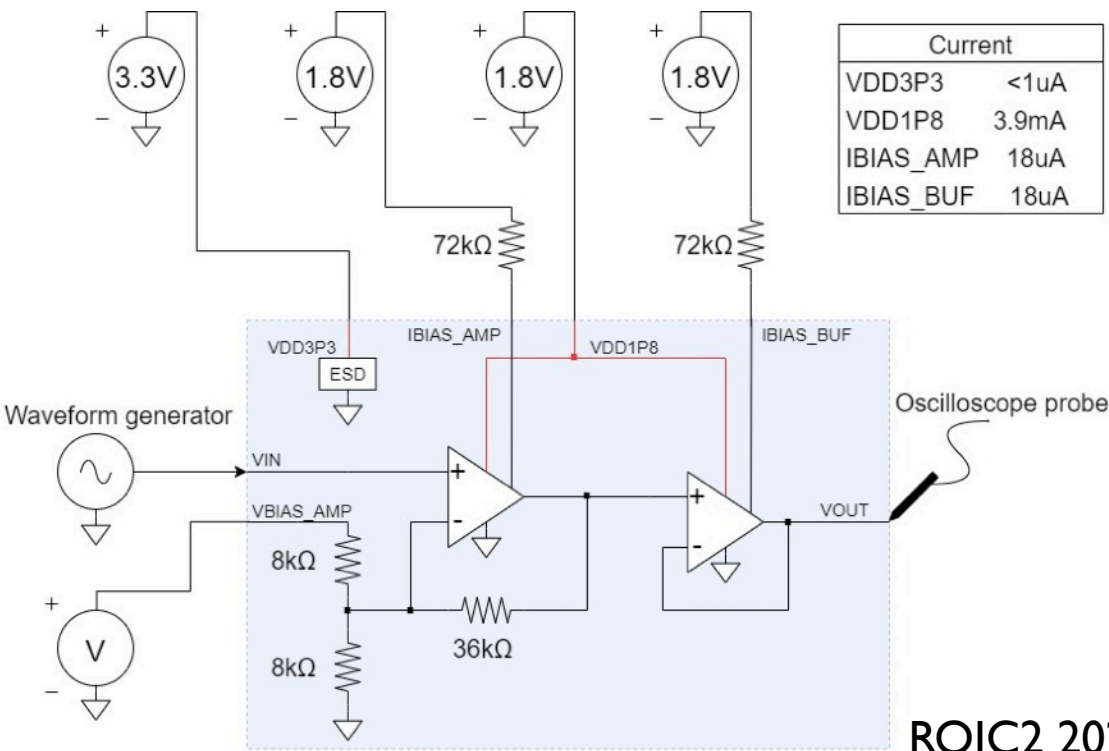 + + + +
3.3V 1.8V 1.8V 1.8V
− − − −
Current
VDD3P3 <1uA
VDD1P8 3.9mA
IBIAS_AMP 18uA
IBIAS_BUF 18uA
72kΩ 72kΩ
IBIAS_AMP IBIAS_BUF
VDD3P3 VDD1P8
ESD
Waveform generator
Oscilloscope probe
VIN
+
+
VBIAS_AMP
VOUT
-
-
8kΩ
+
V
−
36kΩ
8kΩ